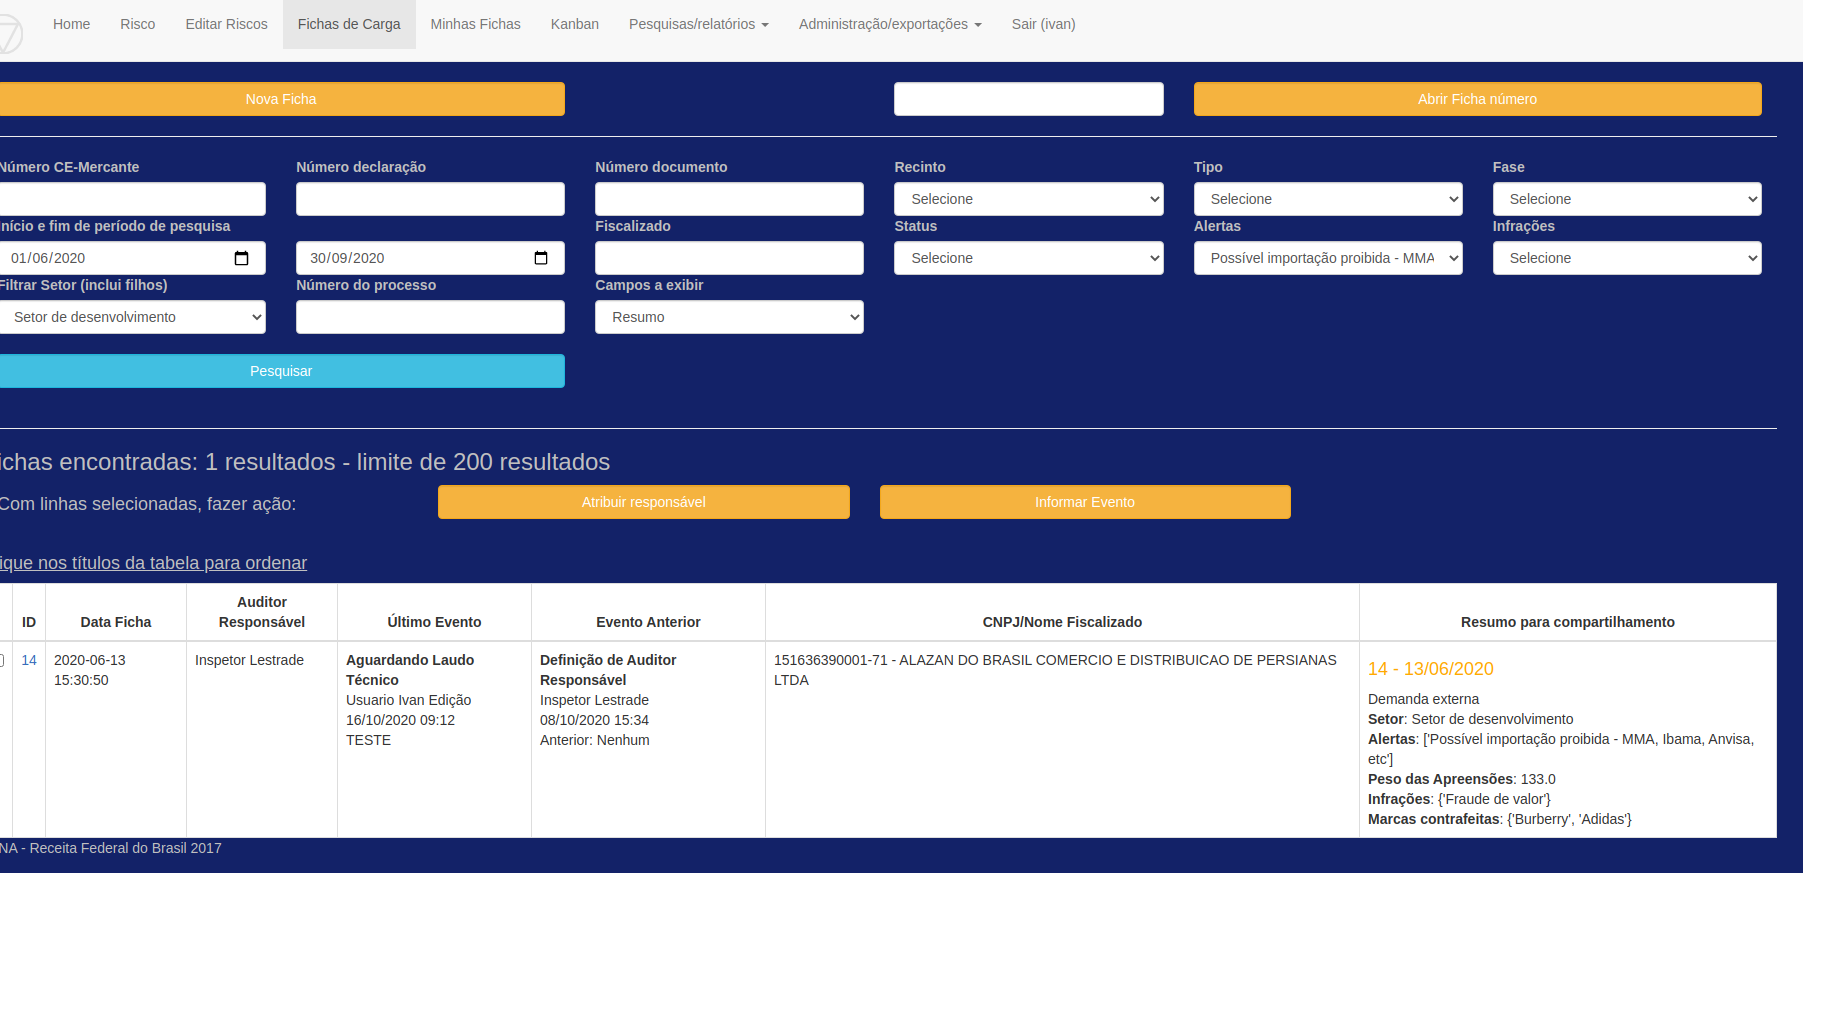 Home Risco Editar Riscos Fichas de Carga Minhas Fichas Kanban Pesquisas/relatórios Administração/exportações Sair (ivan)
Nova Ficha Abrir Ficha número
Número CE-Mercante Número declaração Número documento Recinto Tipo Fase
Selecione Selecione Selecione
Início e fim de período de pesquisa Fiscalizado Status Alertas Infrações
01/06/2020 30/09/2020 Selecione Possível importação proibida - MMA Selecione
Filtrar Setor (inclui filhos) Número do processo Campos a exibir
Setor de desenvolvimento Resumo
Pesquisar
ichas encontradas: 1 resultados - limite de 200 resultados
Com linhas selecionadas, fazer ação: Atribuir responsável Informar Evento
ique nos títulos da tabela para ordenar
ID Data Ficha Auditor Responsável Último Evento Evento Anterior CNPJ/Nome Fiscalizado Resumo para compartilhamento
14
2020-06-13
15:30:50
Inspetor Lestrade
Aguardando Laudo
Técnico
Usuario Ivan Edição
16/10/2020 09:12
TESTE
Definição de Auditor
Responsável
Inspetor Lestrade
08/10/2020 15:34
Anterior: Nenhum
151636390001-71 - ALAZAN DO BRASIL COMERCIO E DISTRIBUICAO DE PERSIANAS
LTDA
14 - 13/06/2020
Demanda externa
Setor: Setor de desenvolvimento
Alertas: ['Possível importação proibida - MMA, Ibama, Anvisa,
etc']
Peso das Apreensões: 133.0
Infrações: {'Fraude de valor'}
Marcas contrafeitas: {'Burberry', 'Adidas'}
NA - Receita Federal do Brasil 2017